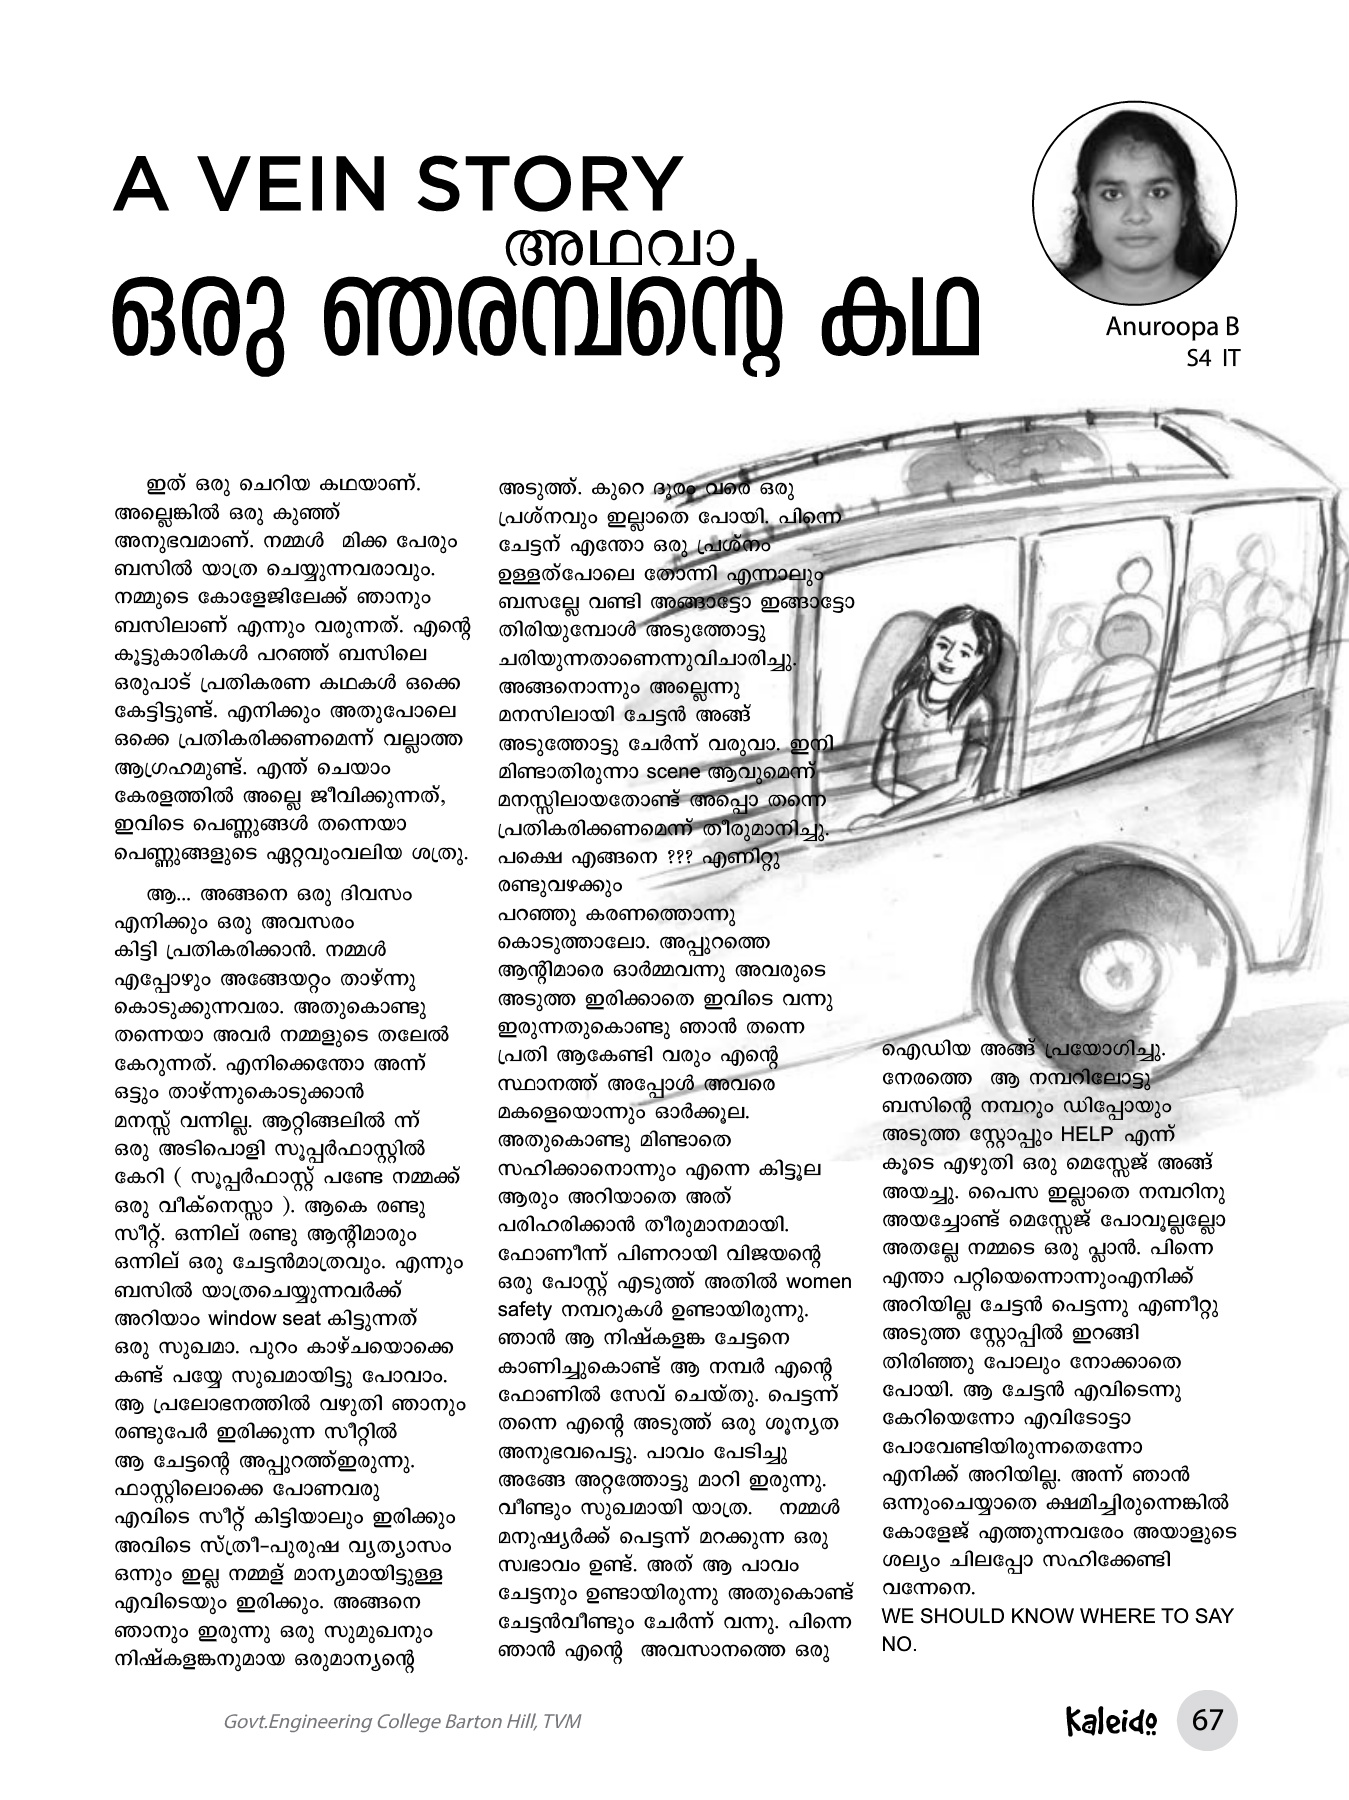 A VEIN STORY
അഥവാ
ഒരു ഞരമ്പന്റെ കഥ
Anuroopa B
S4 IT
ഇത് ഒരു ചെറിയ കഥയാണ്.
അല്ലെങ്കിൽ ഒരു കുഞ്ഞ്
അനുഭവമാണ്. നമ്മൾ മിക്ക പേരും
ബസിൽ യാത്ര ചെയ്യുന്നവരാവും.
നമ്മുടെ കോളേജിലേക്ക് ഞാനും
ബസിലാണ് എന്നും വരുന്നത്. എന്റെ
കൂട്ടുകാരികൾ പറഞ്ഞ് ബസിലെ
ഒരുപാട് പ്രതികരണ കഥകൾ ഒക്കെ
കേട്ടിട്ടുണ്ട്. എനിക്കും അതുപോലെ
ഒക്കെ പ്രതികരിക്കണമെന്ന് വല്ലാത്ത
ആഗ്രഹമുണ്ട്. എന്ത് ചെയാം
കേരളത്തിൽ അല്ലെ ജീവിക്കുന്നത്,
ഇവിടെ പെണ്ണുങ്ങൾ തന്നെയാ
പെണ്ണുങ്ങളുടെ ഏറ്റവുംവലിയ ശത്രു.
ആ... അങ്ങനെ ഒരു ദിവസം
എനിക്കും ഒരു അവസരം
കിട്ടി പ്രതികരിക്കാൻ. നമ്മൾ
എപ്പോഴും അങ്ങേയറ്റം താഴ്ന്നു
കൊടുക്കുന്നവരാ. അതുകൊണ്ടു
തന്നെയാ അവർ നമ്മളുടെ തലേൽ
കേറുന്നത്. എനിക്കെന്തോ അന്ന്
ഒട്ടും താഴ്ന്നുകൊടുക്കാൻ
മനസ്സ് വന്നില്ല. ആറ്റിങ്ങലിൽ ന്ന്
ഒരു അടിപൊളി സൂപ്പർഫാസ്റ്റിൽ
കേറി ( സൂപ്പർഫാസ്റ്റ് പണ്ടേ നമ്മക്ക്
ഒരു വീക്നെസ്സാ ). ആകെ രണ്ടു
സീറ്റ്. ഒന്നില് രണ്ടു ആന്റിമാരും
ഒന്നില് ഒരു ചേട്ടൻമാത്രവും. എന്നും
ബസിൽ യാത്രചെയ്യുന്നവർക്ക്
അറിയാം window seat കിട്ടുന്നത്
ഒരു സുഖമാ. പുറം കാഴ്ചയൊക്കെ
കണ്ട് പയ്യേ സുഖമായിട്ടു പോവാം.
ആ പ്രലോഭനത്തിൽ വഴുതി ഞാനും
രണ്ടുപേർ ഇരിക്കുന്ന സീറ്റിൽ
ആ ചേട്ടന്റെ അപ്പുറത്ത്ഇരുന്നു.
ഫാസ്റ്റിലൊക്കെ പോണവരു
എവിടെ സീറ്റ് കിട്ടിയാലും ഇരിക്കും
അവിടെ സ്ത്രീ-പുരുഷ വ്യത്യാസം
ഒന്നും ഇല്ല നമ്മള് മാന്യമായിട്ടുള്ള
എവിടെയും ഇരിക്കും. അങ്ങനെ
ഞാനും ഇരുന്നു ഒരു സുമുഖനും
നിഷ്കളങ്കനുമായ ഒരുമാന്യന്റെ
അടുത്ത്. കുറെ ദൂരം വരെ ഒരു
പ്രശ്നവും ഇല്ലാതെ പോയി. പിന്നെ
ചേട്ടന് എന്തോ ഒരു പ്രശ്നം
ഉള്ളത്പോലെ തോന്നി എന്നാലും
ബസല്ലേ വണ്ടി അങ്ങാട്ടോ ഇങ്ങാട്ടോ
തിരിയുമ്പോൾ അടുത്തോട്ടു
ചരിയുന്നതാണെന്നുവിചാരിച്ചു.
അങ്ങനൊന്നും അല്ലെന്നു
മനസിലായി ചേട്ടൻ അങ്ങ്
അടുത്തോട്ടു ചേർന്ന് വരുവാ. ഇനി
മിണ്ടാതിരുന്നാ scene ആവുമെന്ന്
മനസ്സിലായതോണ്ട് അപ്പൊ തന്നെ
പ്രതികരിക്കണമെന്ന് തീരുമാനിച്ചു.
പക്ഷെ എങ്ങനെ ??? എണിറ്റു
രണ്ടുവഴക്കും
പറഞ്ഞു കരണത്തൊന്നു
കൊടുത്താലോ. അപ്പുറത്തെ
ആന്റിമാരെ ഓർമ്മവന്നു അവരുടെ
അടുത്ത ഇരിക്കാതെ ഇവിടെ വന്നു
ഇരുന്നതുകൊണ്ടു ഞാൻ തന്നെ
പ്രതി ആകേണ്ടി വരും എന്റെ
സ്ഥാനത്ത് അപ്പോൾ അവരെ
മകളെയൊന്നും ഓർക്കൂല.
അതുകൊണ്ടു മിണ്ടാതെ
സഹിക്കാനൊന്നും എന്നെ കിട്ടൂല
ആരും അറിയാതെ അത്
പരിഹരിക്കാൻ തീരുമാനമായി.
ഫോണീന്ന് പിണറായി വിജയന്റെ
ഒരു പോസ്റ്റ് എടുത്ത് അതിൽ women
safety നമ്പറുകൾ ഉണ്ടായിരുന്നു.
ഞാൻ ആ നിഷ്കളങ്ക ചേട്ടനെ
കാണിച്ചുകൊണ്ട് ആ നമ്പർ എന്റെ
ഫോണിൽ സേവ് ചെയ്തു. പെട്ടന്ന്
തന്നെ എന്റെ അടുത്ത് ഒരു ശൂന്യത
അനുഭവപെട്ടു. പാവം പേടിച്ചു
അങ്ങേ അറ്റത്തോട്ടു മാറി ഇരുന്നു.
വീണ്ടും സുഖമായി യാത്ര. നമ്മൾ
മനുഷ്യർക്ക് പെട്ടന്ന് മറക്കുന്ന ഒരു
സ്വഭാവം ഉണ്ട്. അത് ആ പാവം
ചേട്ടനും ഉണ്ടായിരുന്നു അതുകൊണ്ട്
ചേട്ടൻവീണ്ടും ചേർന്ന് വന്നു. പിന്നെ
ഞാൻ എന്റെ അവസാനത്തെ ഒരു
ഐഡിയ അങ്ങ് പ്രയോഗിച്ചു.
നേരത്തെ ആ നമ്പറിലോട്ടു
ബസിന്റെ നമ്പറും ഡിപ്പോയും
അടുത്ത സ്റ്റോപ്പും HELP എന്ന്
കൂടെ എഴുതി ഒരു മെസ്സേജ് അങ്ങ്
അയച്ചു. പൈസ ഇല്ലാതെ നമ്പറിനു
അയച്ചോണ്ട് മെസ്സേജ് പോവൂല്ലല്ലോ
അതല്ലേ നമ്മടെ ഒരു പ്ലാൻ. പിന്നെ
എന്താ പറ്റിയെന്നൊന്നുംഎനിക്ക്
അറിയില്ല ചേട്ടൻ പെട്ടന്നു എണീറ്റു
അടുത്ത സ്റ്റോപ്പിൽ ഇറങ്ങി
തിരിഞ്ഞു പോലും നോക്കാതെ
പോയി. ആ ചേട്ടൻ എവിടെന്നു
കേറിയെന്നോ എവിടോട്ടാ
പോവേണ്ടിയിരുന്നതെന്നോ
എനിക്ക് അറിയില്ല. അന്ന് ഞാൻ
ഒന്നുംചെയ്യാതെ ക്ഷമിച്ചിരുന്നെങ്കിൽ
കോളേജ് എത്തുന്നവരേം അയാളുടെ
ശല്യം ചിലപ്പോ സഹിക്കേണ്ടി
വന്നേനെ.
WE SHOULD KNOW WHERE TO SAY
NO.
Govt.Engineering College Barton Hill, TVM
Kaleido 67